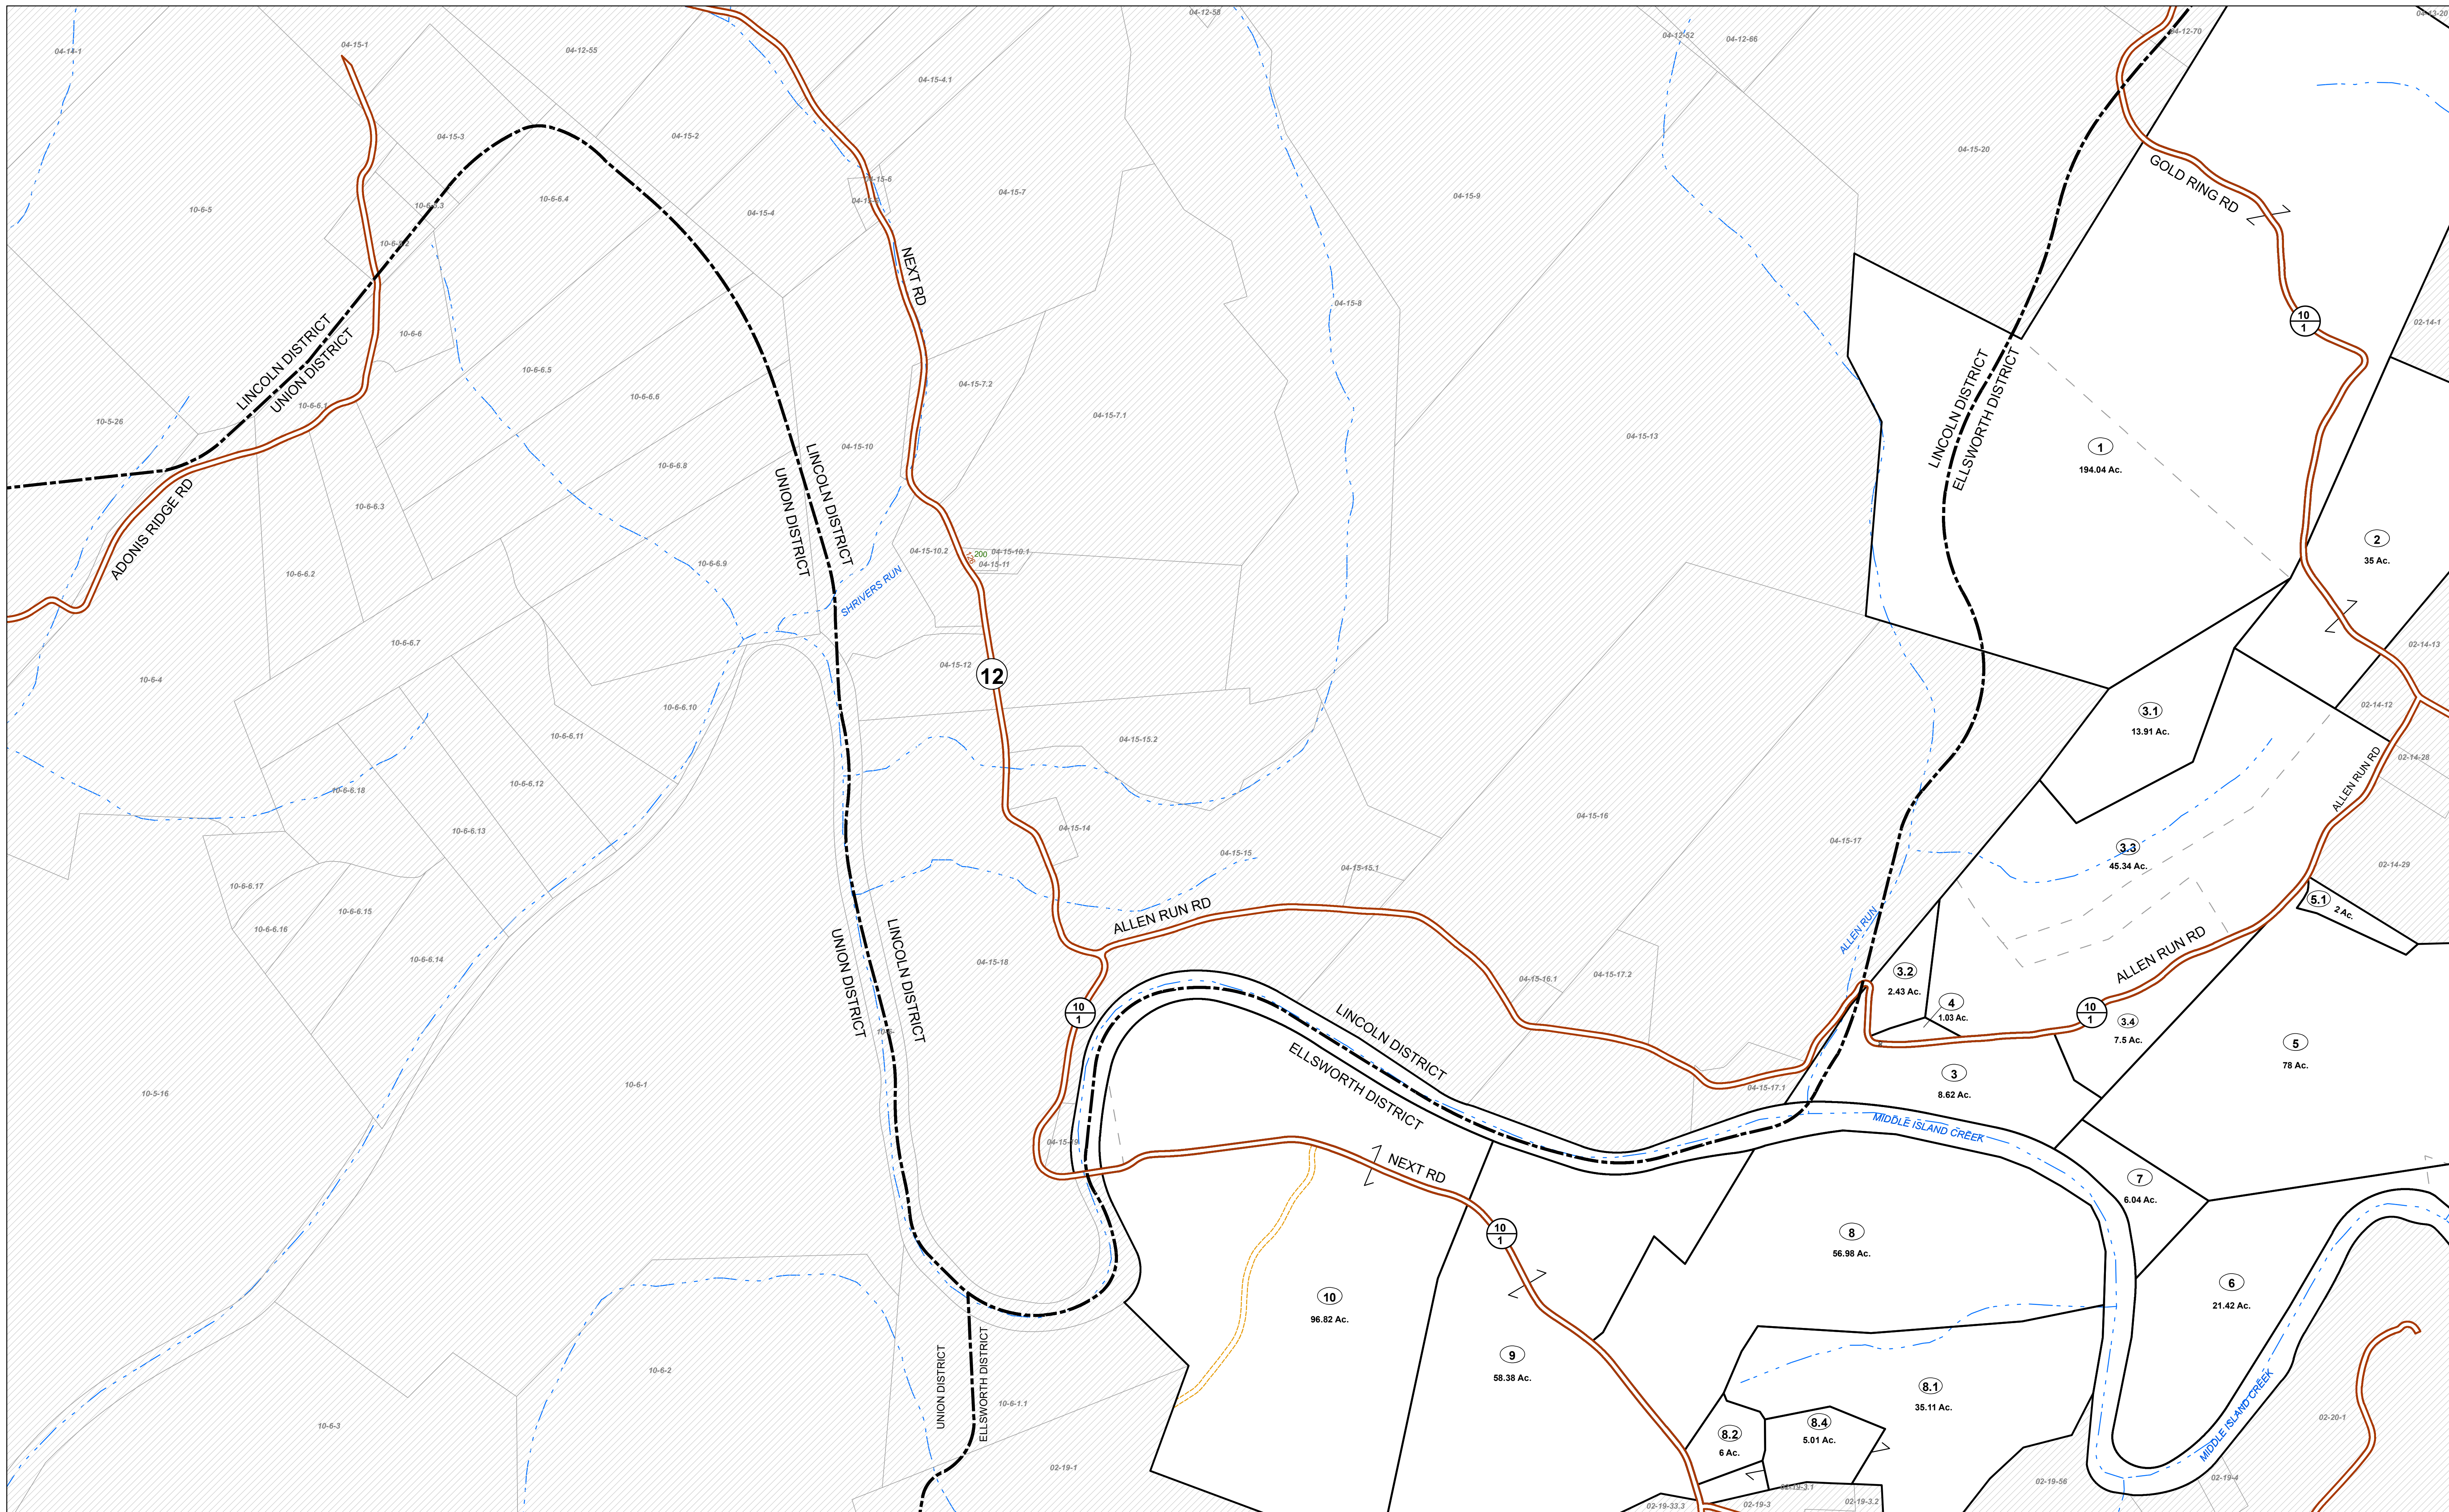 04-12-58
04-14-1
04-15-1
04-12-55
04-12-52
04-12-66
04-12-70
04-15-4.1
04-15-3
04-15-2
04-15-20
GOLD RING RD
04-15-6
04-15-7
04-15-9
10-6-5
10-6-6.4
04-15-4
NEXT RD
04-15-8
10
1
02-14-1
LINCOLN DISTRICT
UNION DISTRICT
10-6-6
10-6-6.5
04-15-7.2
10-6-6.6
04-15-7.1
10-6-6.1
10-5-26
LINCOLN DISTRICT
ELLSWORTH DISTRICT
04-15-13
1
194.04 Ac.
04-15-10
10-6-6.8
LINCOLN DISTRICT
UNION DISTRICT
ADONIS RIDGE RD
10-6-6.3
2
35 Ac.
04-15-10.2
200
04-15-10.1
04-15-11
10-6-6.9
10-6-6.2
SHRIVERS RUN
10-6-6.7
02-14-13
04-15-12
12
10-6-4
10-6-6.10
02-14-12
3.1
13.91 Ac.
10-6-6.11
04-15-15.2
02-14-28
ALLEN RUN RD
10-6-6.12
10-6-6.18
04-15-16
10-6-6.13
04-15-14
04-15-17
3.3
45.34 Ac.
04-15-15
04-15-15.1
02-14-29
10-6-6.17
10-6-6.15
10-6-6.16
5.1
2 Ac.
ALLEN RUN RD
ALLEN RUN
ALLEN RUN RD
UNION DISTRICT
LINCOLN DISTRICT
10-6-6.14
04-15-18
04-15-16.1
04-15-17.2
3.2
2.43 Ac.
4
1.03 Ac.
10
1
10
1
3.4
7.5 Ac.
LINCOLN DISTRICT
ELLSWORTH DISTRICT
5
78 Ac.
3
8.62 Ac.
10-5-16
10-6-1
04-15-17.1
MIDDLE ISLAND CREEK
04-15-19
NEXT RD
7
6.04 Ac.
10
1
8
56.98 Ac.
6
21.42 Ac.
10
96.82 Ac.
UNION DISTRICT
ELLSWORTH DISTRICT
9
58.38 Ac.
10-6-2
8.1
35.11 Ac.
10-6-1.1
10-6-3
MIDDLE ISLAND CREEK
02-20-1
8.2
6 Ac.
8.4
5.01 Ac.
02-19-1
02-19-3.1
02-19-56
02-19-4
02-19-33.3
02-19-3
02-19-3.2